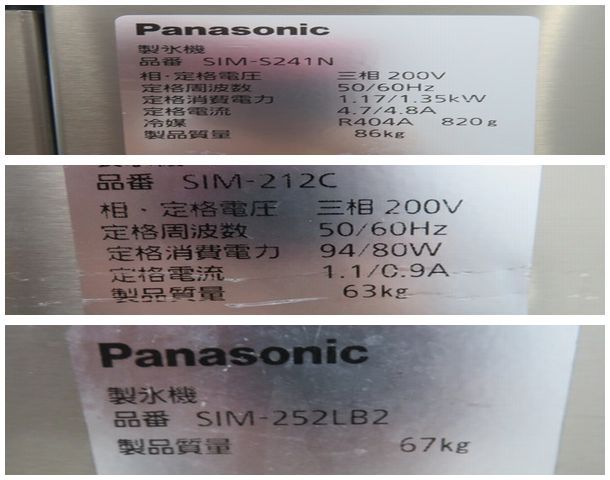 Panasonic
製氷機
品番 SIM-S241N
相・定格電圧 三相 200V
定格周波数 50/60Hz
定格消費電力 1.17/1.35kW
定格電流 4.7/4.8A
冷媒 R404A 820g
製品質量 86kg
品番 SIM-212C
相・定格電圧 三相 200V
定格周波数 50/60Hz
定格消費電力 94/80W
定格電流 1.1/0.9A
製品質量 63kg
Panasonic
製氷機
品番 SIM-252LB2
製品質量 67kg